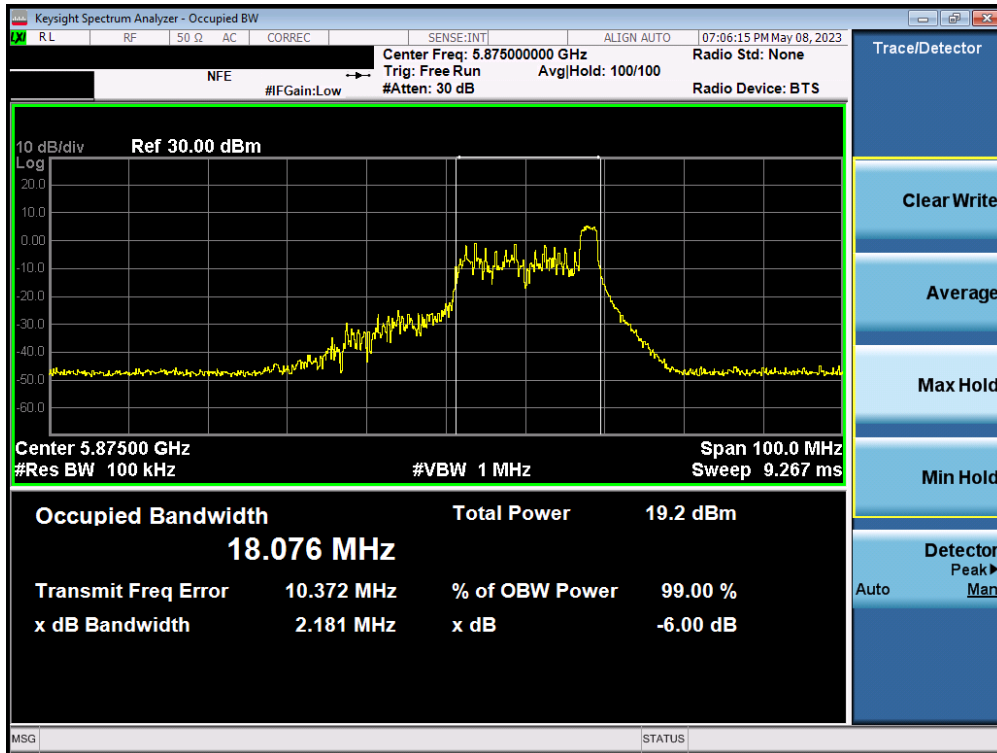 Keysight Spectrum Analyzer - Occupied BW
LXI RL RF 50 Ω AC CORREC SENSE:INT ALIGN AUTO 07:06:15 PM May 08, 2023
Center Freq: 5.875000000 GHz Radio Std: None
NFE Trig: Free Run Avg|Hold: 100/100
#IFGain:Low #Atten: 30 dB Radio Device: BTS
10 dB/div Ref 30.00 dBm
Log
20.0
10.0
0.00
-10.0
-20.0
-30.0
-40.0
-50.0
-60.0
Center 5.87500 GHz Span 100.0 MHz
#Res BW 100 kHz #VBW 1 MHz Sweep 9.267 ms
Occupied Bandwidth Total Power 19.2 dBm
18.076 MHz
Transmit Freq Error 10.372 MHz % of OBW Power 99.00 %
x dB Bandwidth 2.181 MHz x dB -6.00 dB
MSG STATUS
Trace/Detector
Clear Write
Average
Max Hold
Min Hold
Detector
Peak▶
Auto Man